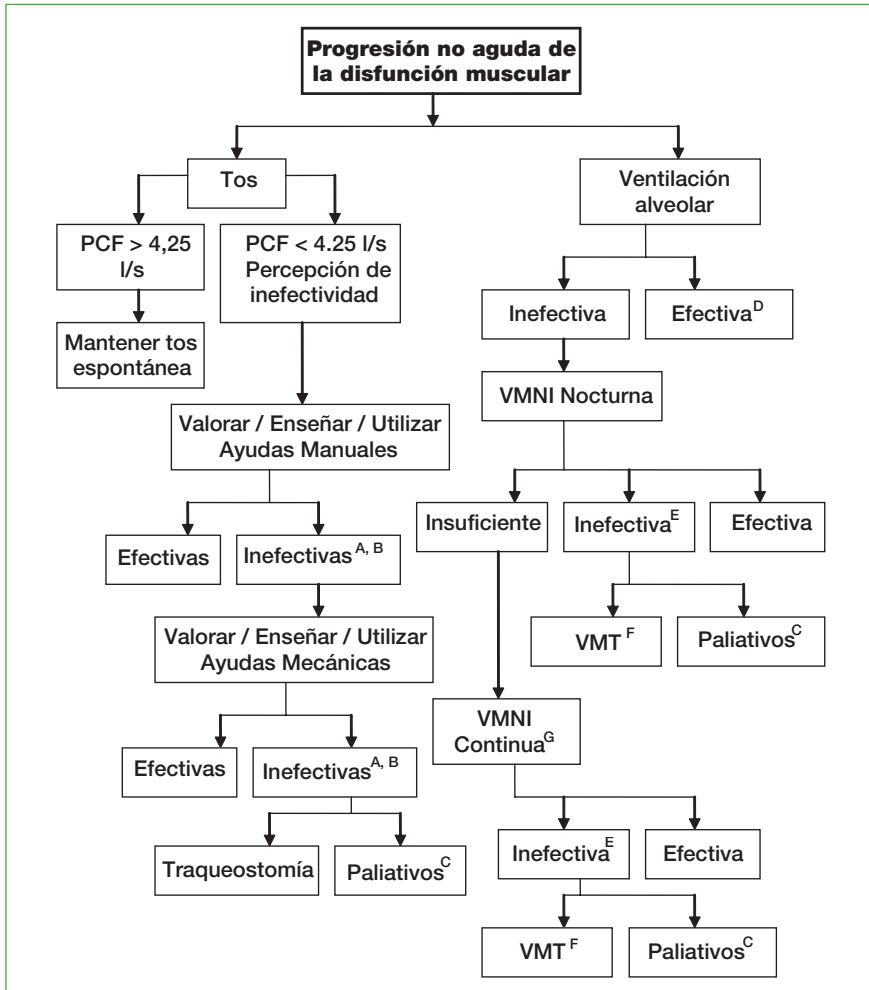 Progresión no aguda de
la disfunción muscular
Tos
Ventilación
alveolar
PCF > 4,25
l/s
PCF < 4.25 l/s
Percepción de
inefectividad
Inefectiva
Efectiva D
Mantener tos
espontánea
VMNI Nocturna
Valorar / Enseñar / Utilizar
Ayudas Manuales
Insuficiente
Inefectiva E
Efectiva
Efectivas
Inefectivas A, B
VMT F
Paliativos C
Valorar / Enseñar / Utilizar
Ayudas Mecánicas
VMNI
Continua G
Efectivas
Inefectivas A, B
Inefectiva E
Efectiva
Traqueostomía
Paliativos C
VMT F
Paliativos C